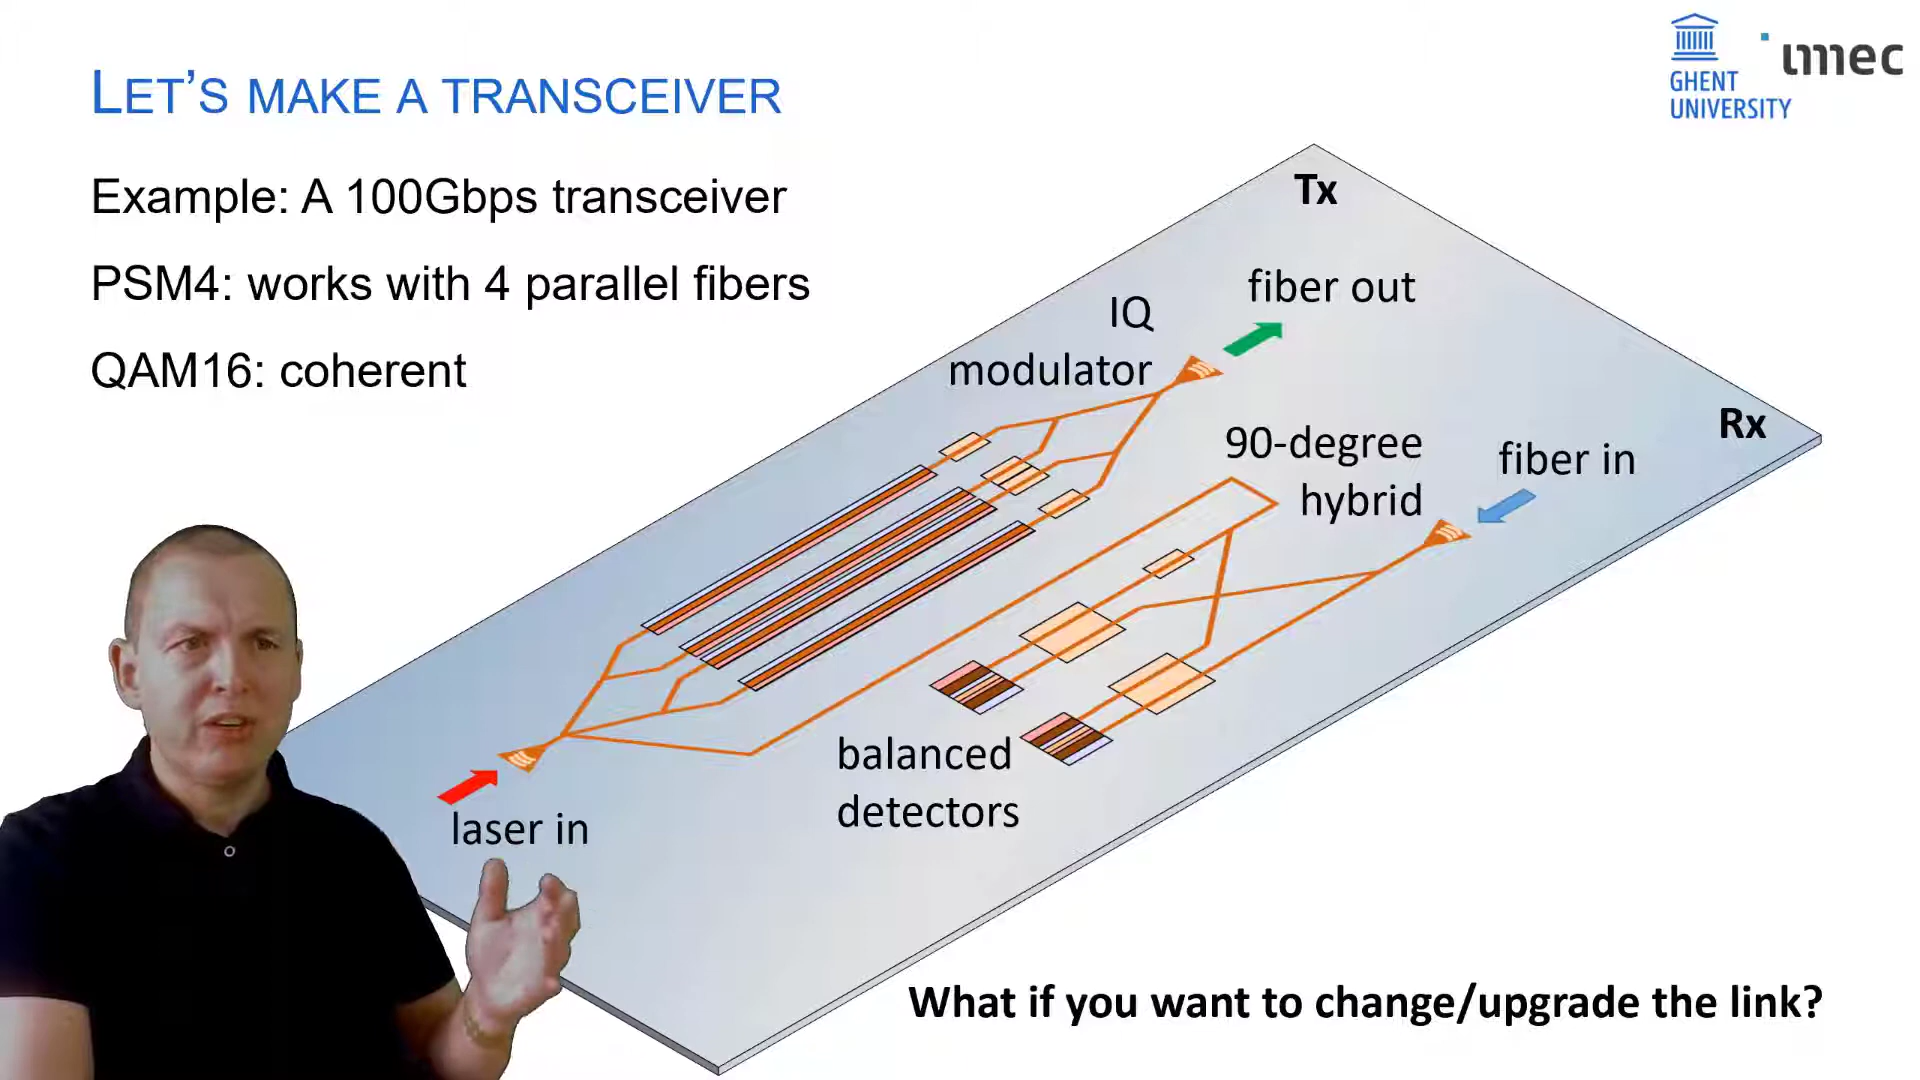 LET'S MAKE A TRANSCEIVER
GHENT
UNIVERSITY
imec
Example: A 100Gbps transceiver
PSM4: works with 4 parallel fibers
QAM16: coherent
Tx
fiber out
IQ
modulator
Rx
90-degree
hybrid
fiber in
balanced
detectors
laser in
What if you want to change/upgrade the link?